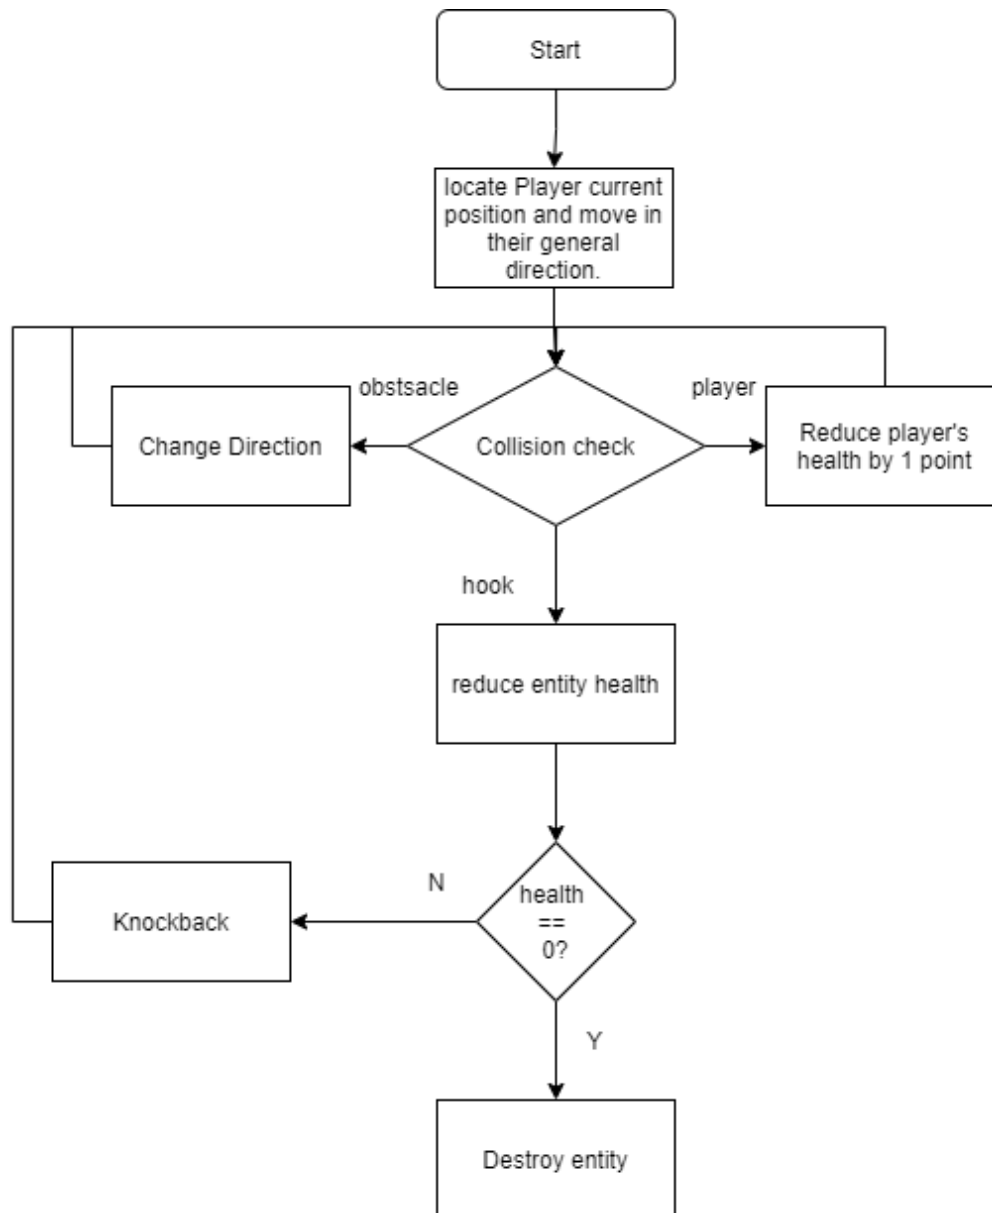 Start
locate Player current
position and move in
their general
direction.
obstsacle
player
Change Direction
Collision check
Reduce player's
health by 1 point
hook
reduce entity health
N
health
==
0?
Knockback
Y
Destroy entity